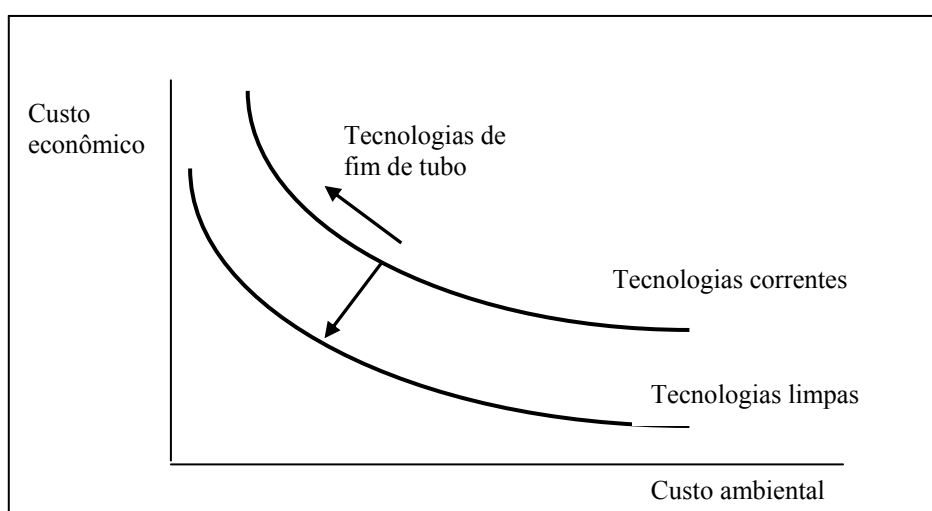 Custo
econômico
Tecnologias de
fim de tubo
Tecnologias correntes
Tecnologias limpas
Custo ambiental